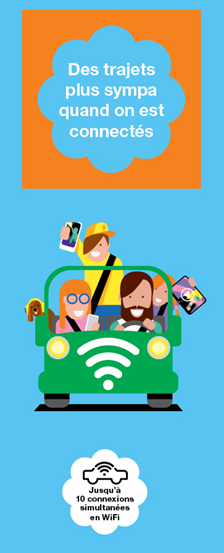 Des trajets
plus sympa
quand on est
connectés
Jusqu'à
10 connexions
simultanées
en WiFi